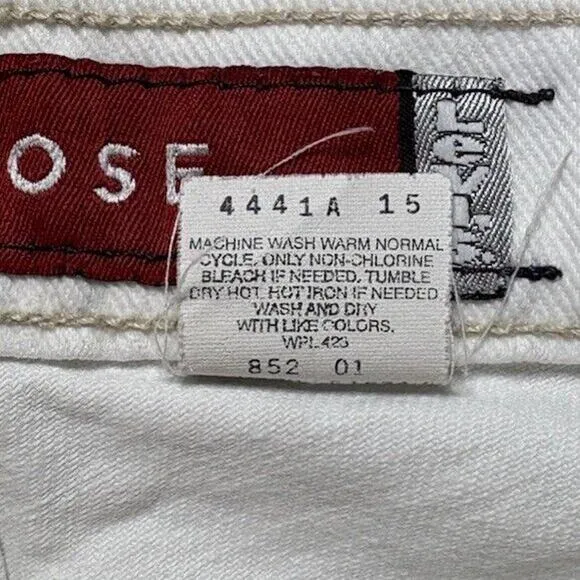 OSE
4441A 15
MACHINE WASH WARM NORMAL
CYCLE. ONLY NON-CHLORINE
BLEACH IF NEEDED. TUMBLE
DRY HOT. HOT IRON IF NEEDED
WASH AND DRY
WITH LIKE COLORS.
WPL 423
852 01